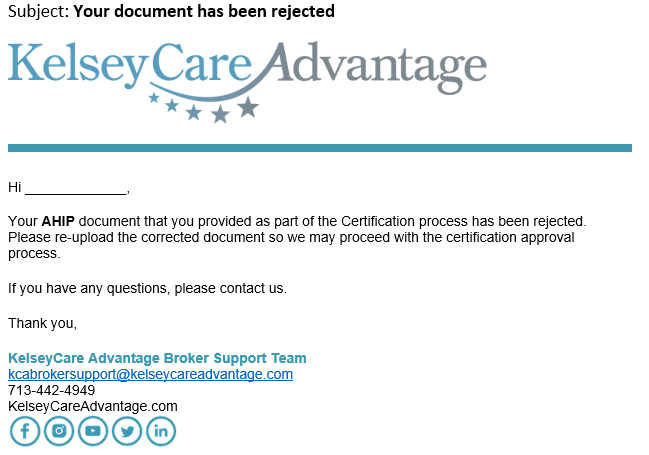 Subject: Your document has been rejected
KelseyCare Advantage
Hi _____________,
Your AHIP document that you provided as part of the Certification process has been rejected.
Please re-upload the corrected document so we may proceed with the certification approval
process.
If you have any questions, please contact us.
Thank you,
KelseyCare Advantage Broker Support Team
kcabrokersupport@kelseycareadvantage.com
713-442-4949
KelseyCareAdvantage.com